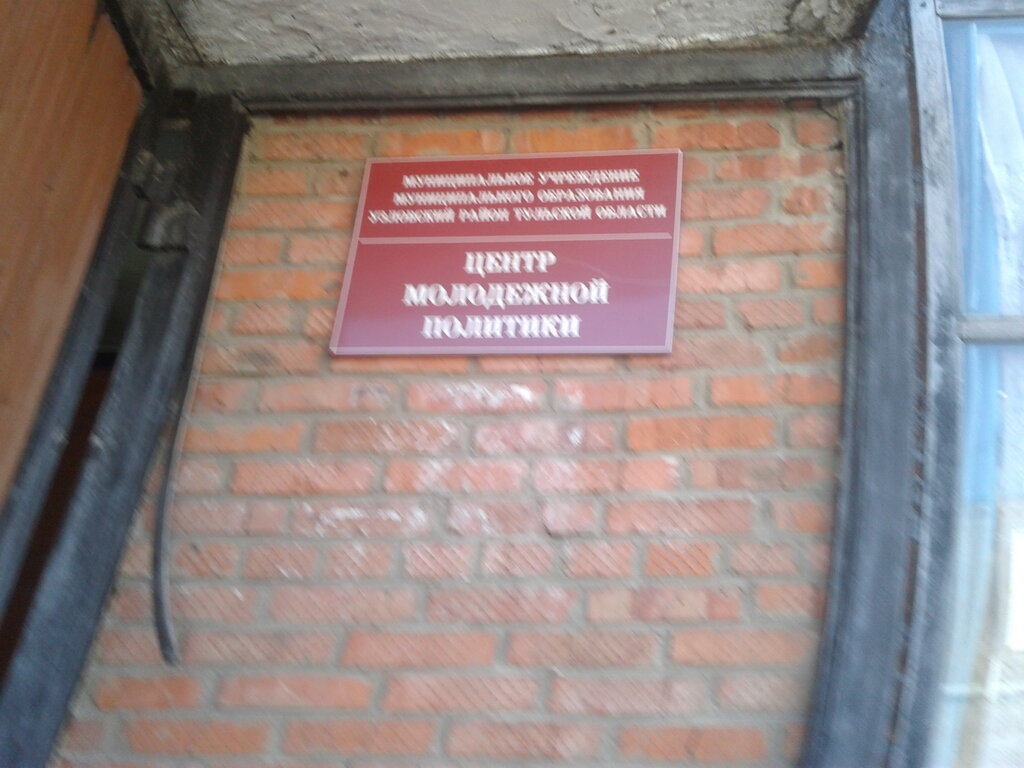 МУНИЦИПАЛЬНОЕ УЧРЕЖДЕНИЕ
МУНИЦИПАЛЬНОГО ОБРАЗОВАНИЯ
УЗЛОВСКИЙ РАЙОН ТУЛЬСКОЙ ОБЛАСТИ
ЦЕНТР
МОЛОДЕЖНОЙ
ПОЛИТИКИ